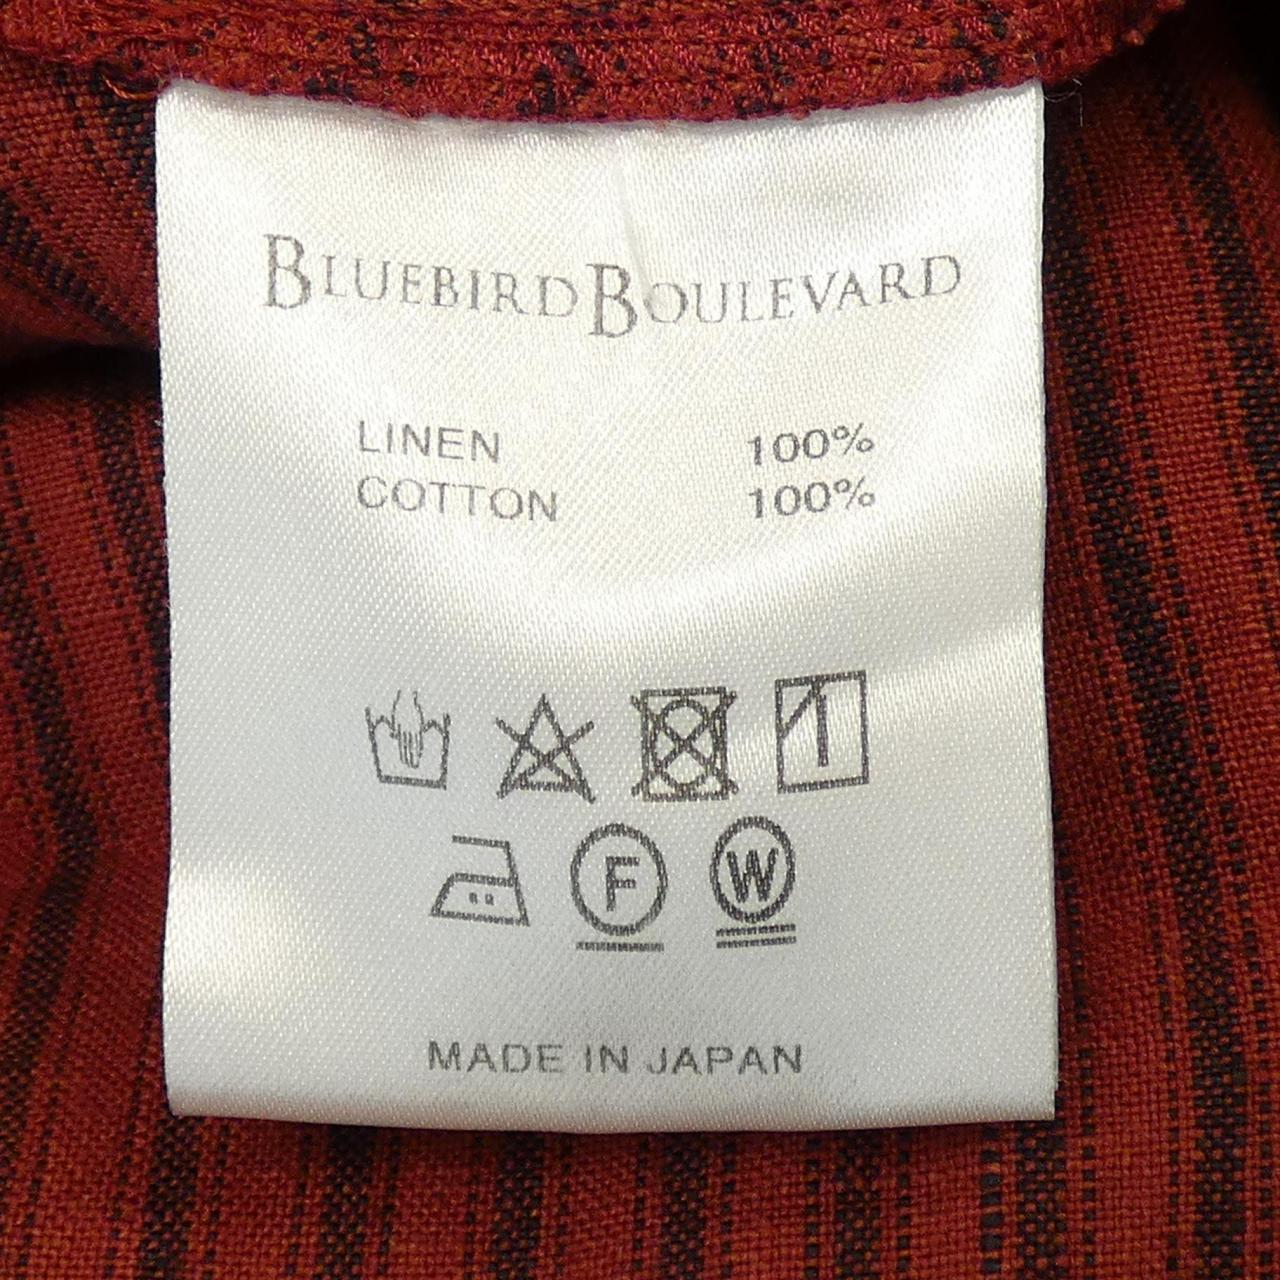 BLUEBIRD BOULEVARD
LINEN 100%
COTTON 100%
F W
MADE IN JAPAN